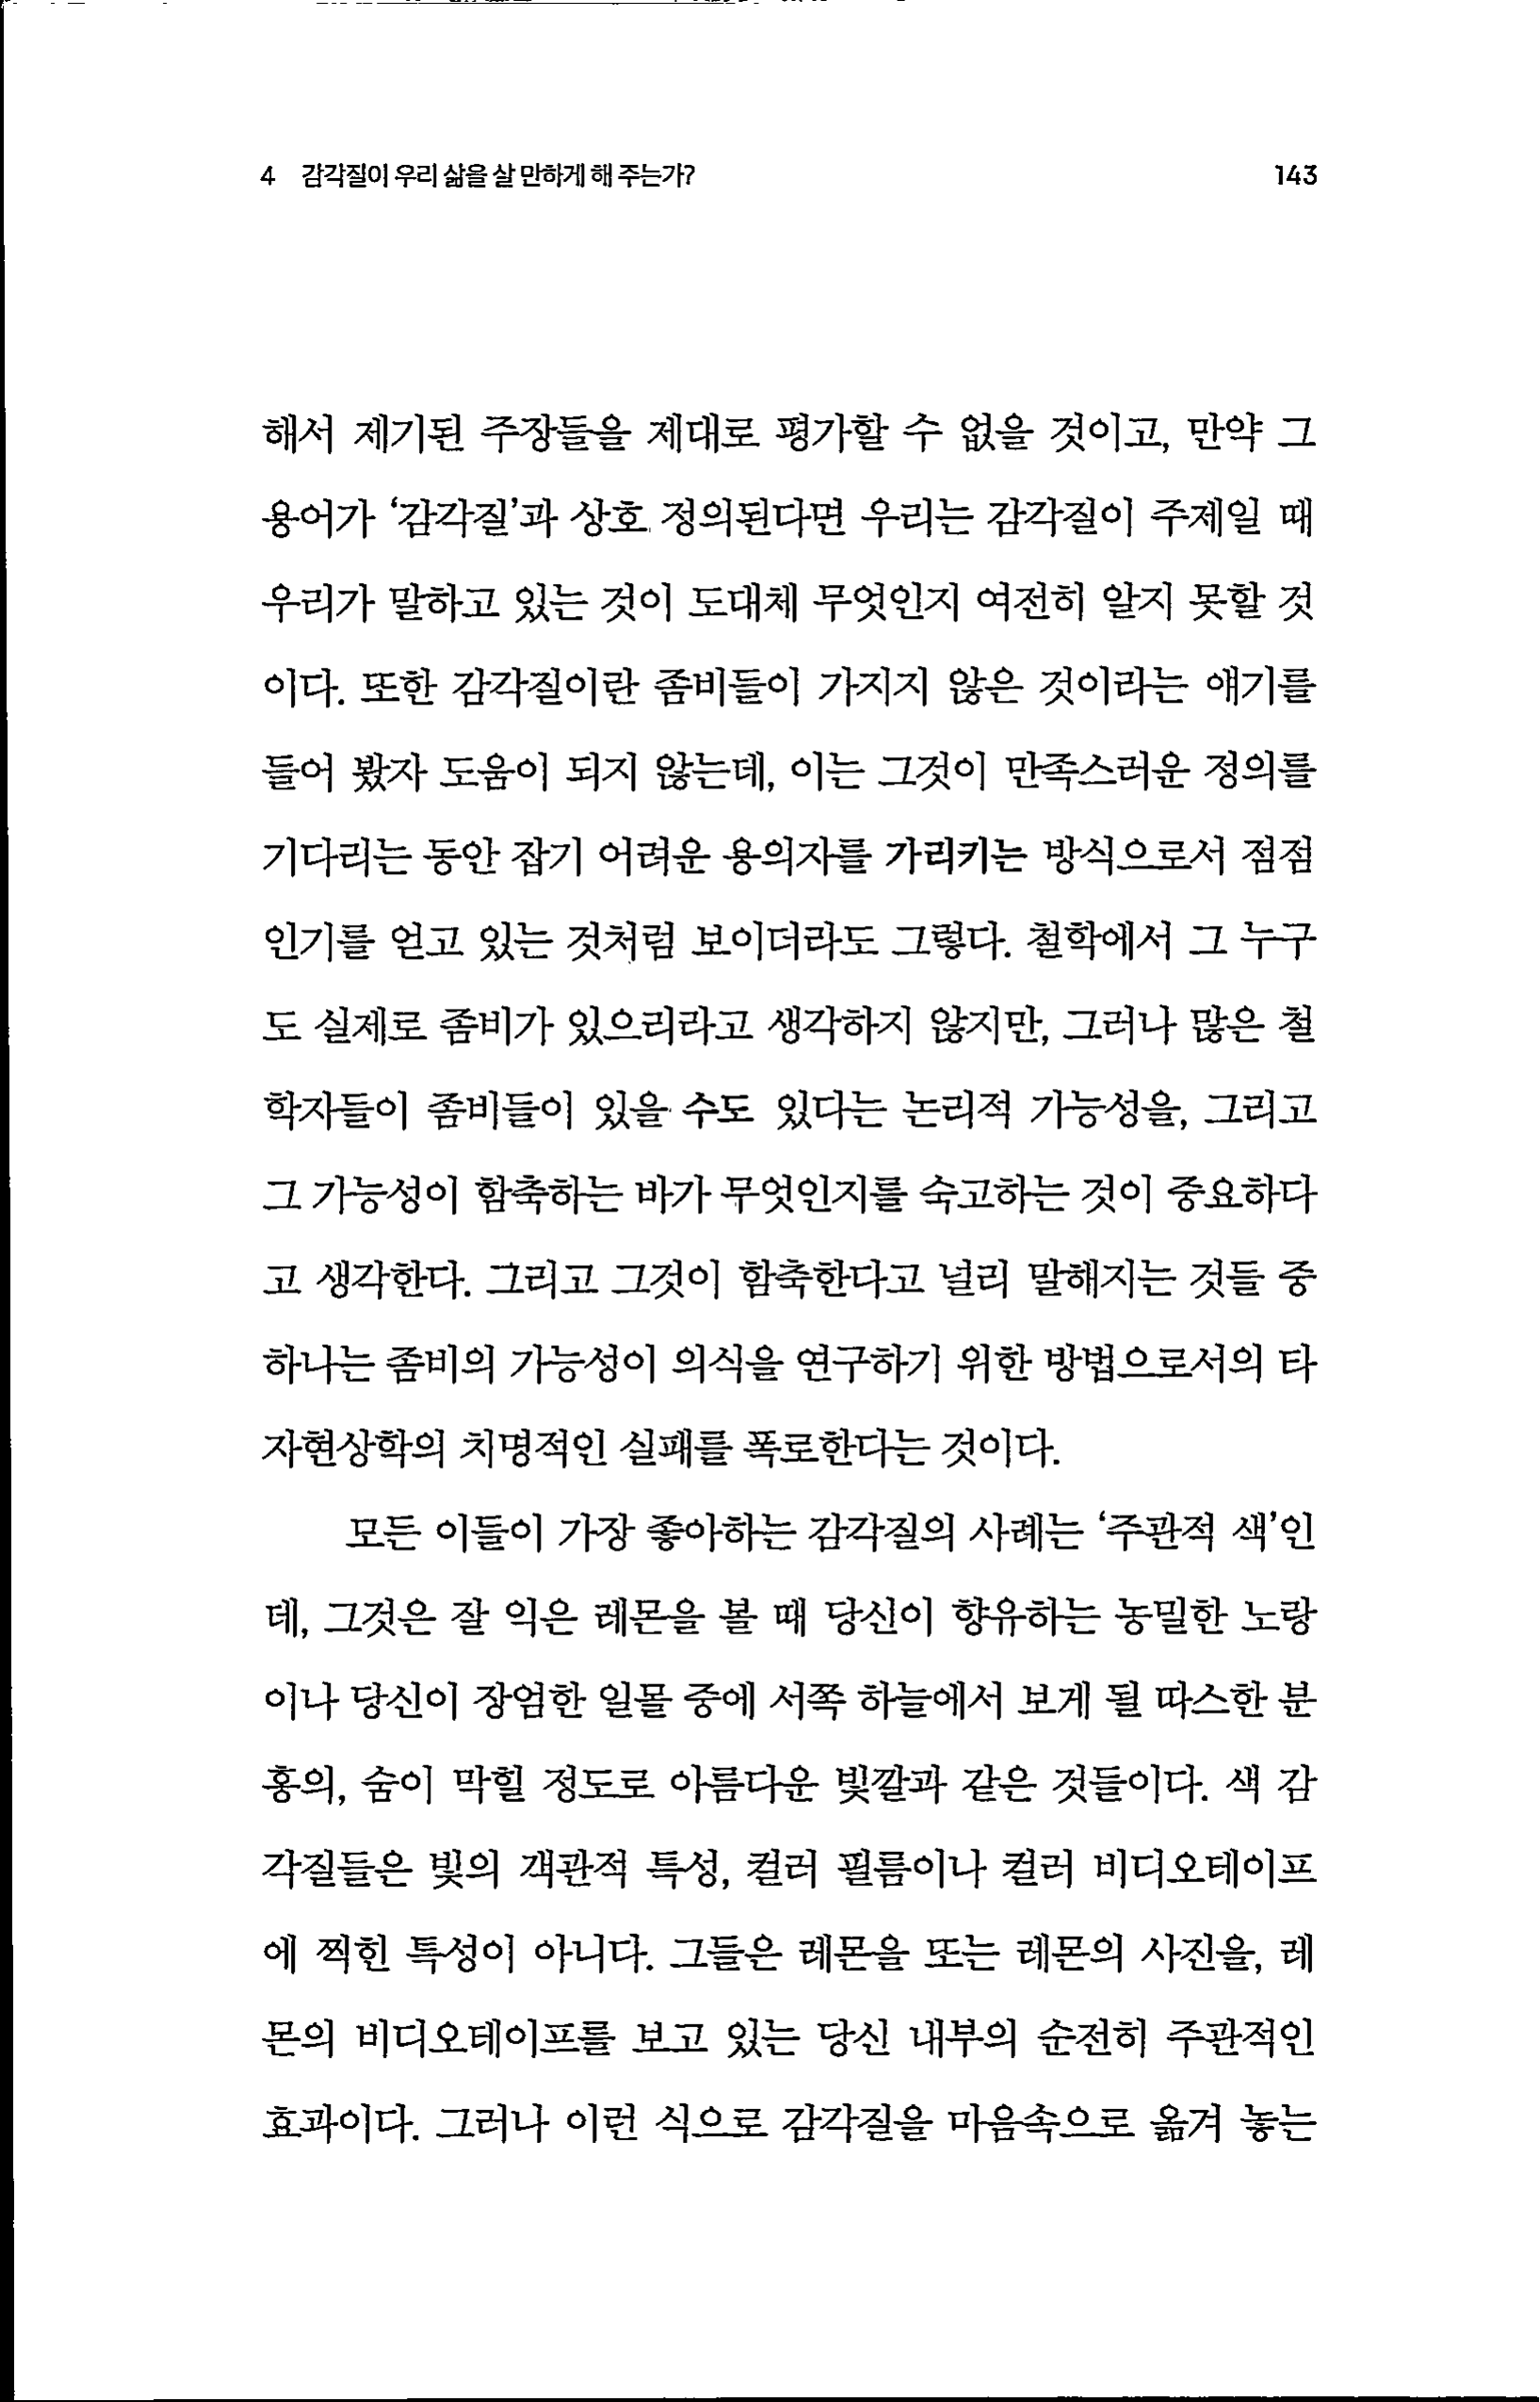 4 감각질이 우리 삶을 살 만하게 해 주는가? 143
해서 제기된 주장들을 제대로 평가할 수 없을 것이고, 만약 그
용어가 ‘감각질’과 상호 정의된다면 우리는 감각질이 주제일 때
우리가 말하고 있는 것이 도대체 무엇인지 여전히 알지 못할 것
이다. 또한 감각질이란 좀비들이 가지지 않은 것이라는 얘기를
들어 봤자 도움이 되지 않는데, 이는 그것이 만족스러운 정의를
기다리는 동안 잡기 어려운 용의자를 가리키는 방식으로서 점점
인기를 얻고 있는 것처럼 보이더라도 그렇다. 철학에서 그 누구
도 실제로 좀비가 있으리라고 생각하지 않지만, 그러나 많은 철
학자들이 좀비들이 있을 수도 있다는 논리적 가능성을, 그리고
그 가능성이 함축하는 바가 무엇인지를 숙고하는 것이 중요하다
고 생각한다. 그리고 그것이 함축한다고 널리 말해지는 것들 중
하나는 좀비의 가능성이 의식을 연구하기 위한 방법으로서의 타
자현상학의 치명적인 실패를 폭로한다는 것이다.
모든 이들이 가장 좋아하는 감각질의 사례는 ‘주관적 색’인
데, 그것은 잘 익은 레몬을 볼 때 당신이 향유하는 농밀한 노랑
이나 당신이 장엄한 일몰 중에 서쪽 하늘에서 보게 될 따스한 분
홍의, 숨이 막힐 정도로 아름다운 빛깔과 같은 것들이다. 색 감
각질들은 빛의 객관적 특성, 컬러 필름이나 컬러 비디오테이프
에 찍힌 특성이 아니다. 그들은 레몬을 또는 레몬의 사진을, 레
몬의 비디오테이프를 보고 있는 당신 내부의 순전히 주관적인
효과이다. 그러나 이런 식으로 감각질을 마음속으로 옮겨 놓는